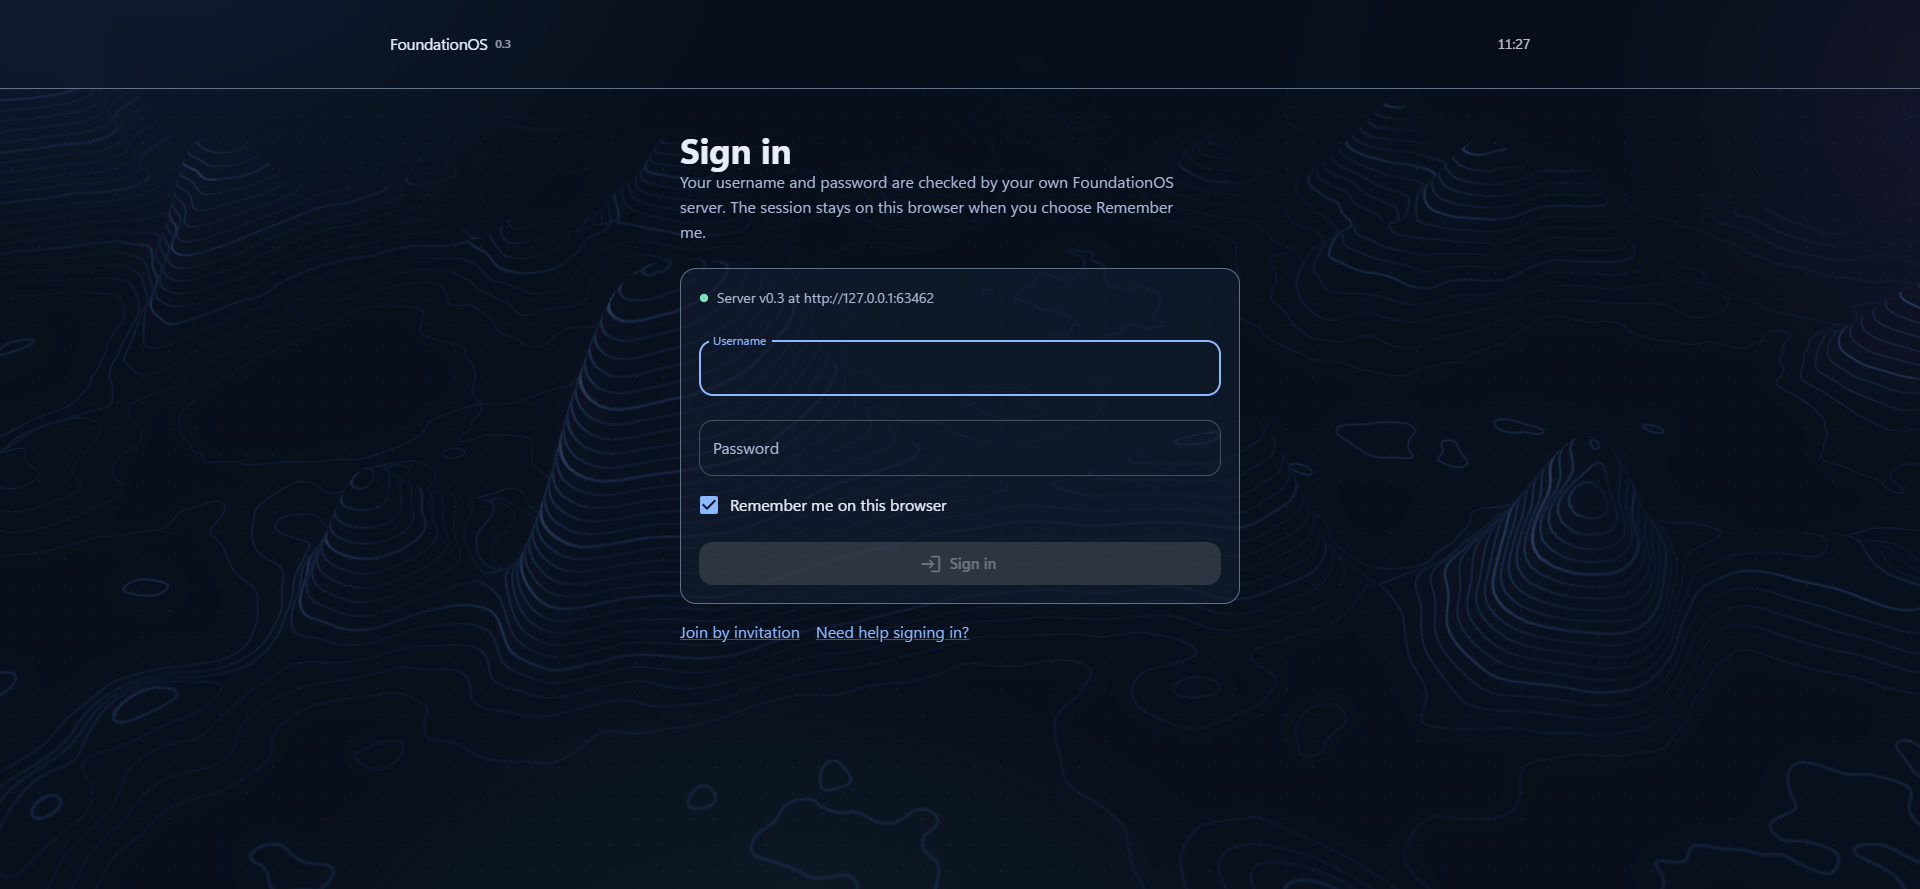 FoundationOS 0.3
11:27
Sign in
Your username and password are checked by your own FoundationOS
server. The session stays on this browser when you choose Remember
me.
Server v0.3 at http://127.0.0.1:63462
Username
Password
Remember me on this browser
Sign in
Join by invitation Need help signing in?